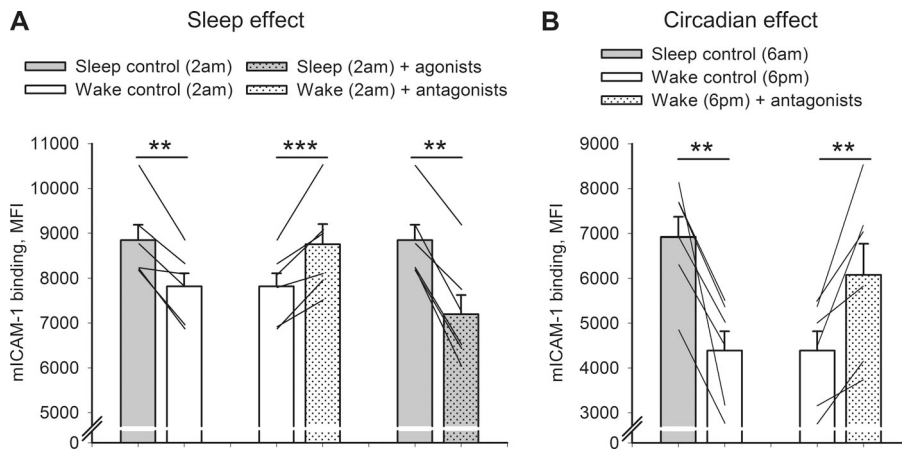 A
Sleep effect
Sleep control (2am)
Sleep (2am) + agonists
Wake control (2am)
Wake (2am) + antagonists
mICAM-1 binding, MFI
11000
10000
9000
8000
7000
6000
5000
0
**
***
**
B
Circadian effect
Sleep control (6am)
Wake control (6pm)
Wake (6pm) + antagonists
mICAM-1 binding, MFI
9000
8000
7000
6000
5000
4000
3000
0
**
**